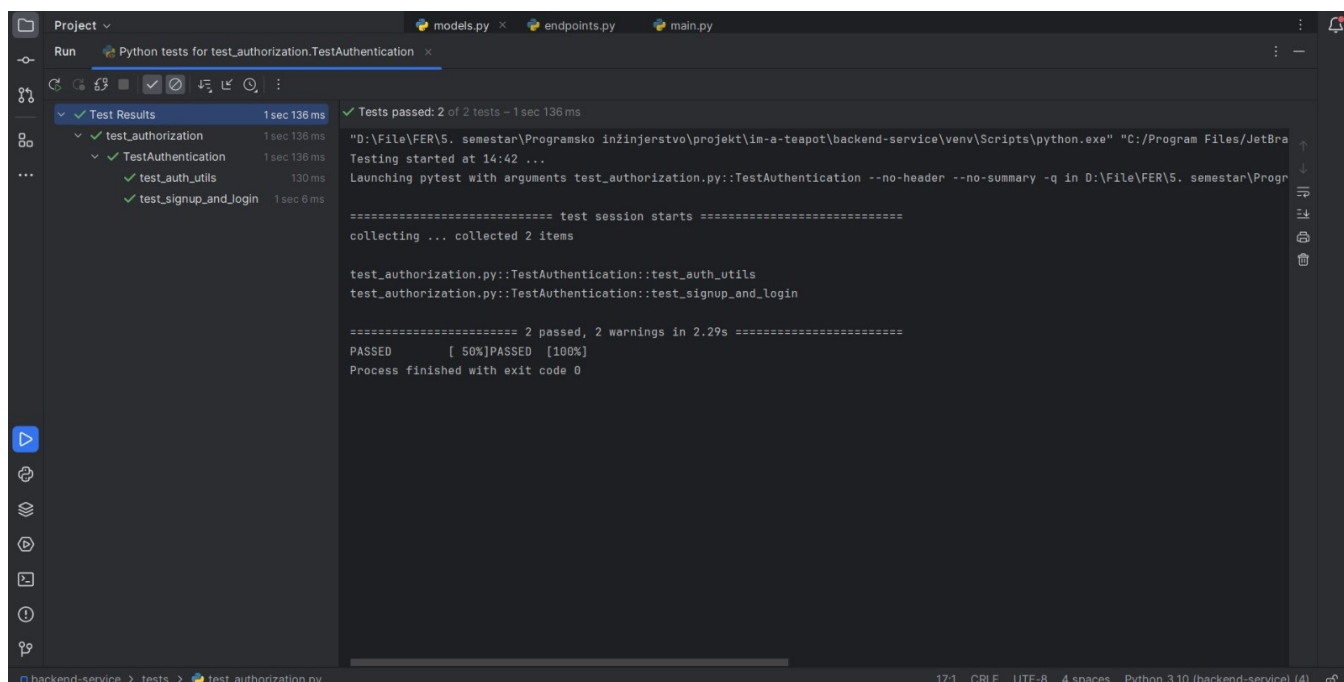 Project
models.py
endpoints.py
main.py
Run
Python tests for test_authorization.TestAuthentication
Test Results 1 sec 136 ms
test_authorization 1 sec 136 ms
TestAuthentication 1 sec 136 ms
test_auth_utils 130 ms
test_signup_and_login 1 sec 6 ms
Tests passed: 2 of 2 tests – 1 sec 136 ms
"D:\File\FER\5. semestar\Programsko inžinjerstvo\projekt\im-a-teapot\backend-service\venv\Scripts\python.exe" "C:/Program Files/JetBra
Testing started at 14:42 ...
Launching pytest with arguments test_authorization.py::TestAuthentication --no-header --no-summary -q in D:\File\FER\5. semestar\Progr
============================= test session starts =============================
collecting ... collected 2 items
test_authorization.py::TestAuthentication::test_auth_utils
test_authorization.py::TestAuthentication::test_signup_and_login
======================== 2 passed, 2 warnings in 2.29s ========================
PASSED [ 50%]PASSED [100%]
Process finished with exit code 0
backend-service > tests > test_authorization.py
17:1 CRLF UTF-8 4 spaces Python 3.10 (backend-service) (4)